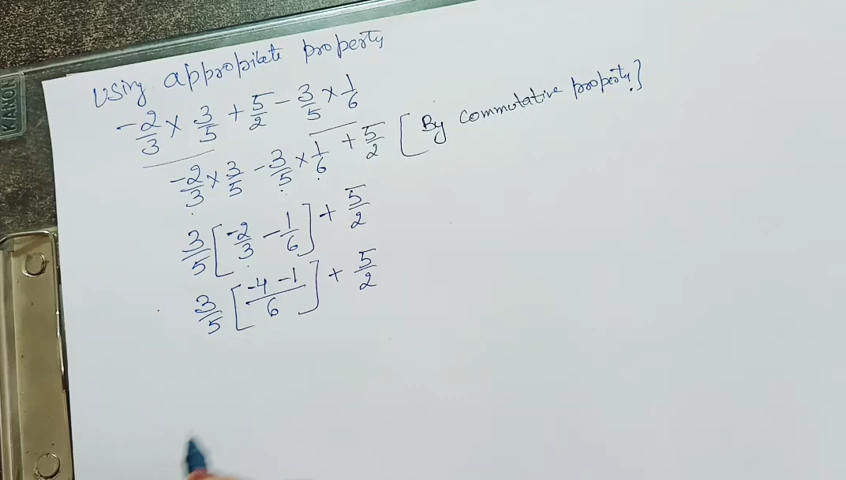 Using appropilate property
-2/3 × 3/5 + 5/2 - 3/5 × 1/6
-2/3 × 3/5 - 3/5 × 1/6 + 5/2 [By commutative property.]
3/5 [-2/3 - 1/6] + 5/2
3/5 [-4-1/6] + 5/2
KANGI